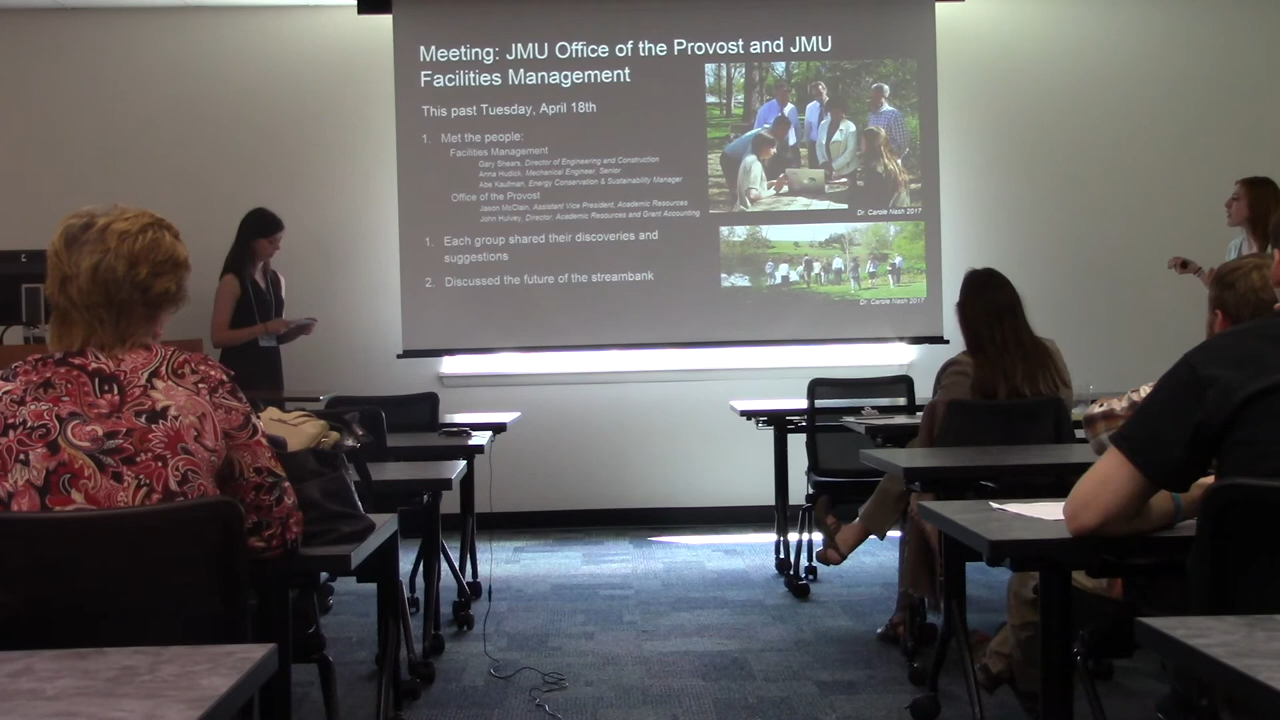 Meeting: JMU Office of the Provost and JMU
Facilities Management
This past Tuesday, April 18th
1. Met the people:
Facilities Management
Gary Shears, Director of Engineering and Construction
Anna Hudick, Mechanical Engineer, Senior
Abe Kaufman, Energy Conservation & Sustainability Manager
Office of the Provost
Jason McClain, Assistant Vice President, Academic Resources
John Hulvey, Director, Academic Resources and Grant Accounting
1. Each group shared their discoveries and
suggestions
2. Discussed the future of the streambank
Dr. Carole Nash 2017
Dr. Carole Nash 2017